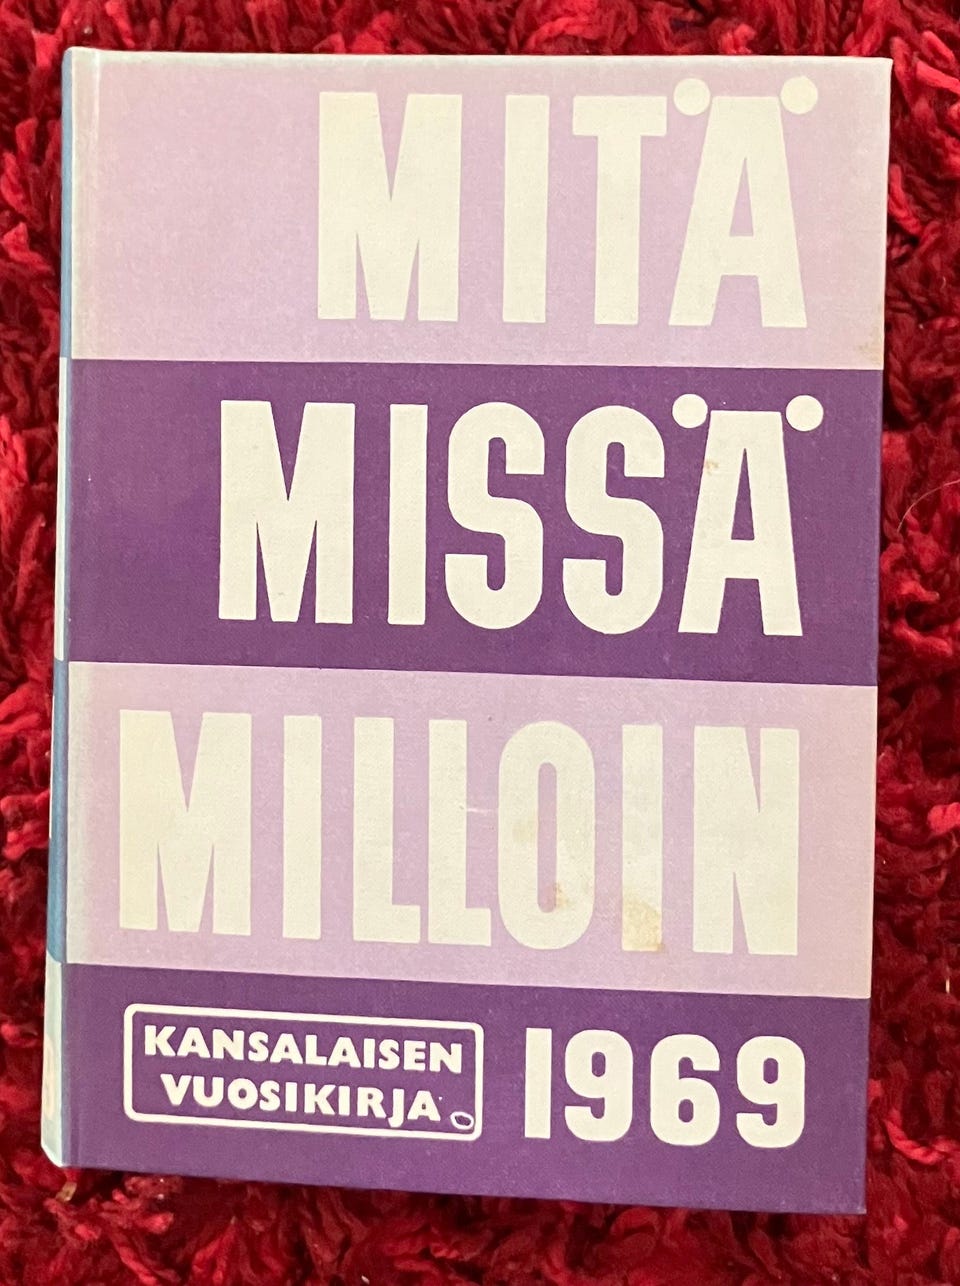 MITÄ
MISSÄ
MILLOIN
KANSALAISEN
VUOSIKIRJA
1969